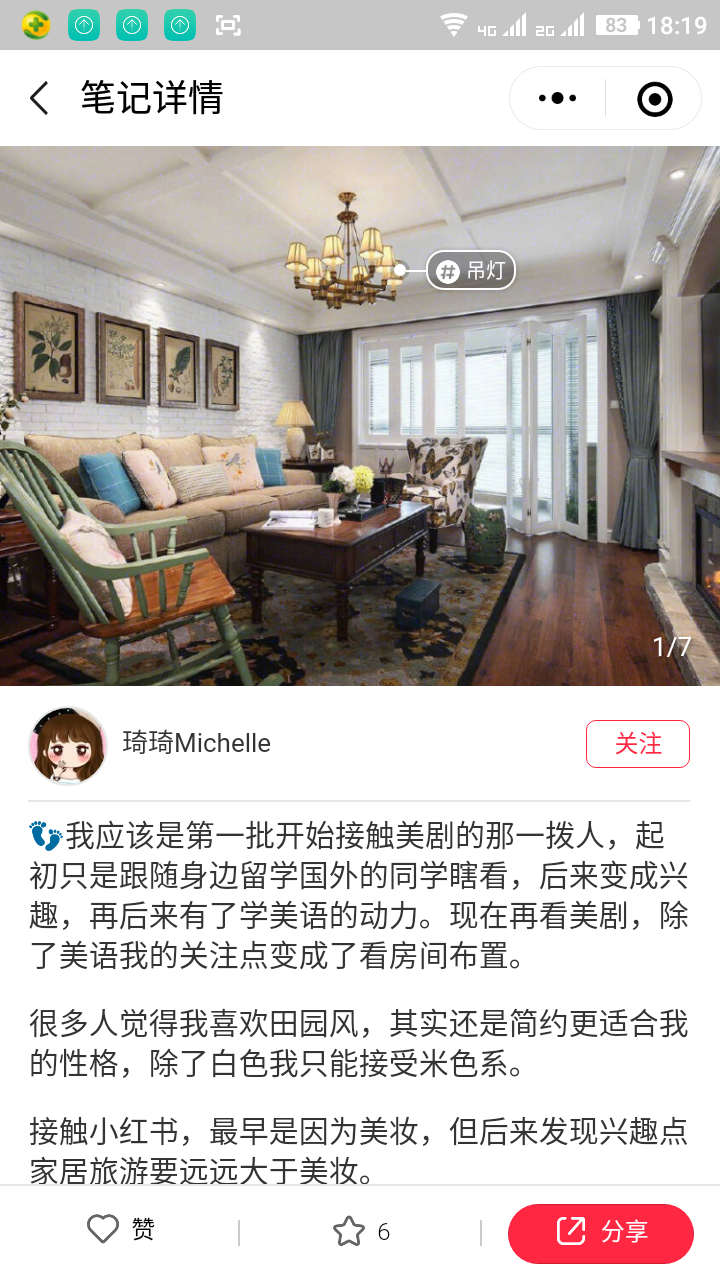 4G 2G 83 18:19
笔记详情
# 吊灯
1/7
琦琦Michelle
关注
👣我应该是第一批开始接触美剧的那一拨人，起
初只是跟随身边留学国外的同学瞎看，后来变成兴
趣，再后来有了学美语的动力。现在再看美剧，除
了美语我的关注点变成了看房间布置。
很多人觉得我喜欢田园风，其实还是简约更适合我
的性格，除了白色我只能接受米色系。
接触小红书，最早是因为美妆，但后来发现兴趣点
家居旅游要远远大于美妆。
赞
6
分享